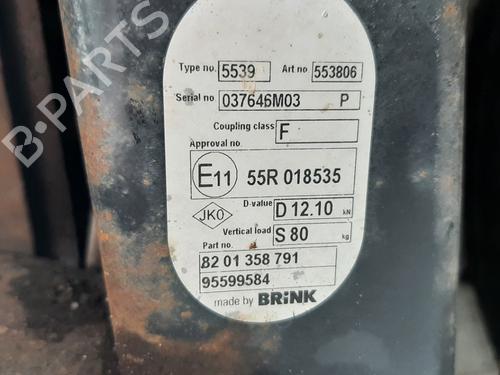 B-PARTS
Type no. 5539 Art no 553806
Serial no. 037646M03 P
Coupling class F
Approval no.
E11 55R 018535
JKO D-value D 12.10 kN
Vertical load S 80 kg
Part no.
82 01 358 791
95599584
made by BRINK